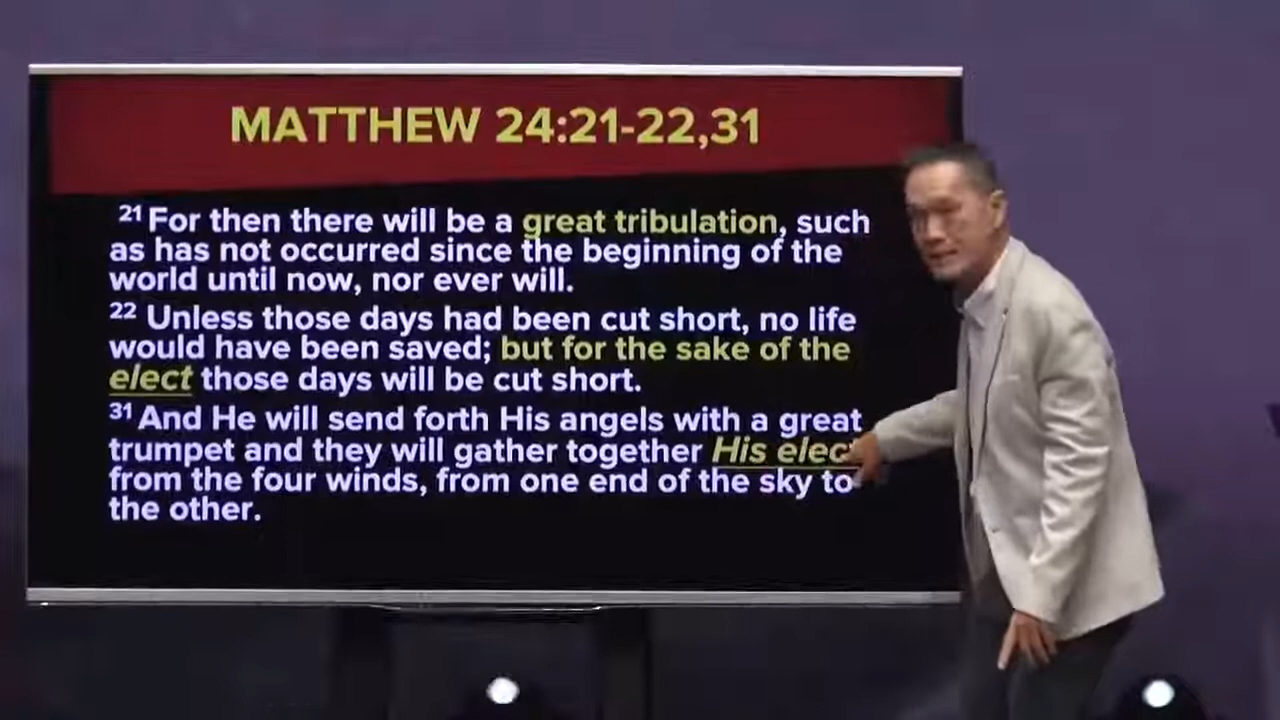 MATTHEW 24:21-22,31
21 For then there will be a great tribulation, such
as has not occurred since the beginning of the
world until now, nor ever will.
22 Unless those days had been cut short, no life
would have been saved; but for the sake of the
elect those days will be cut short.
31 And He will send forth His angels with a great
trumpet and they will gather together His elect
from the four winds, from one end of the sky to
the other.